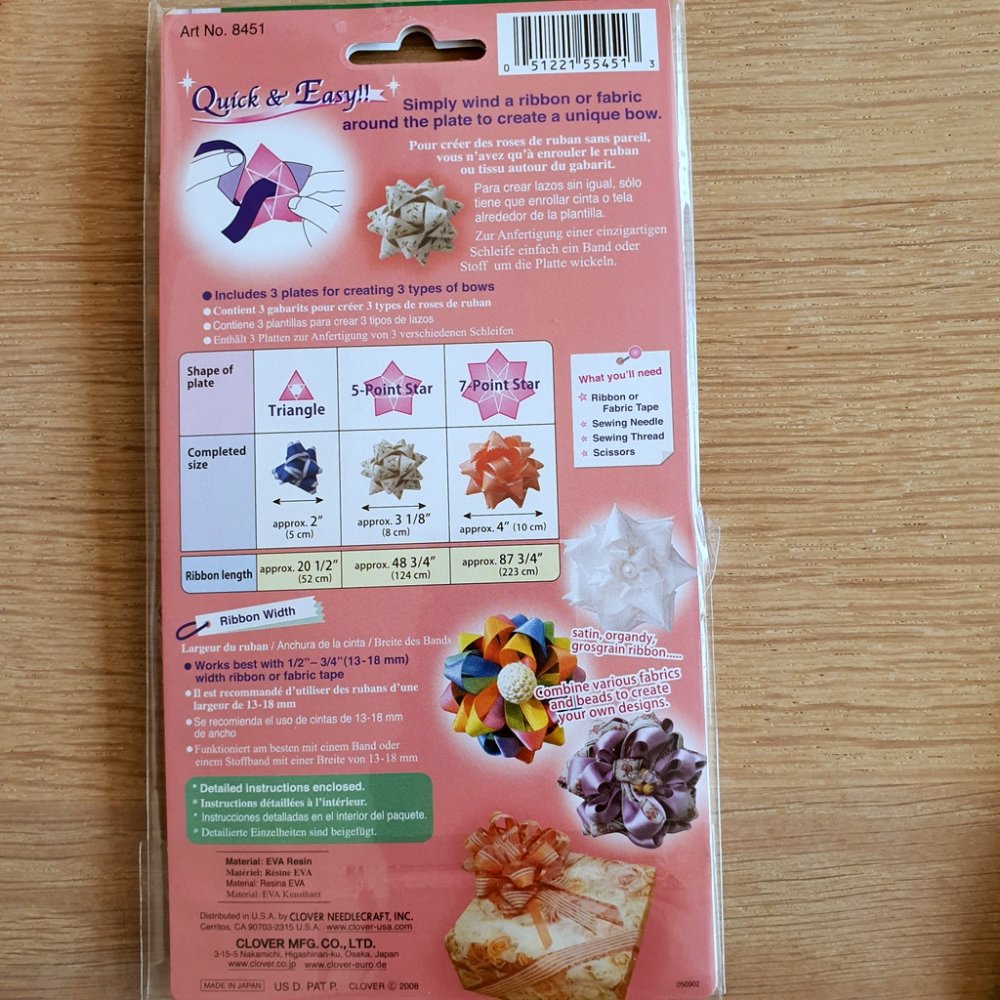 Art No. 8451
0 51221 55451 3
Quick & Easy!!
Simply wind a ribbon or fabric
around the plate to create a unique bow.
Pour créer des roses de ruban sans pareil,
vous n'avez qu'à enrouler le ruban
ou tissu autour du gabarit.
Para crear lazos sin igual, sólo
tiene que enrollar cinta o tela
alrededor de la plantilla.
Zur Anfertigung einer einzigartigen
Schleife einfach ein Band oder
Stoff um die Platte wickeln.
● Includes 3 plates for creating 3 types of bows
● Contient 3 gabarits pour créer 3 types de roses de ruban
● Contiene 3 plantillas para crear 3 tipos de lazos
● Enthält 3 Platten zur Anfertigung von 3 verschiedenen Schleifen
Shape of
plate
Triangle
5-Point Star
7-Point Star
Completed
size
approx. 2"
(5 cm)
approx. 3 1/8"
(8 cm)
approx. 4" (10 cm)
Ribbon length
approx. 20 1/2"
(52 cm)
approx. 48 3/4"
(124 cm)
approx. 87 3/4"
(223 cm)
What you'll need
☆ Ribbon or
Fabric Tape
☆ Sewing Needle
☆ Sewing Thread
☆ Scissors
Ribbon Width
Largeur du ruban / Anchura de la cinta / Breite des Bands
● Works best with 1/2"– 3/4"(13-18 mm)
width ribbon or fabric tape
● Il est recommandé d'utiliser des rubans d'une
largeur de 13-18 mm
● Se recomienda el uso de cintas de 13-18 mm
de ancho
● Funktioniert am besten mit einem Band oder
einem Stoffband mit einer Breite von 13-18 mm
satin, organdy,
grosgrain ribbon.....
Combine various fabrics
and beads to create
your own designs.
* Detailed instructions enclosed.
* Instructions détaillées à l'intérieur.
* Instrucciones detalladas en el interior del paquete.
* Detailierte Einzelheiten sind beigefügt.
Material: EVA Resin
Matériel: Résine EVA
Material: Resina EVA
Material: EVA Kunstharz
Distributed in U.S.A. by CLOVER NEEDLECRAFT, INC.
Cerritos, CA 90703-2315 U.S.A. www.clover-usa.com
CLOVER MFG.CO., LTD.
3-15-5 Nakamichi, Higashinari-ku, Osaka, Japan
www.clover.co.jp www.clover-euro.de
MADE IN JAPAN US D. PAT P. CLOVER © 2008
050902